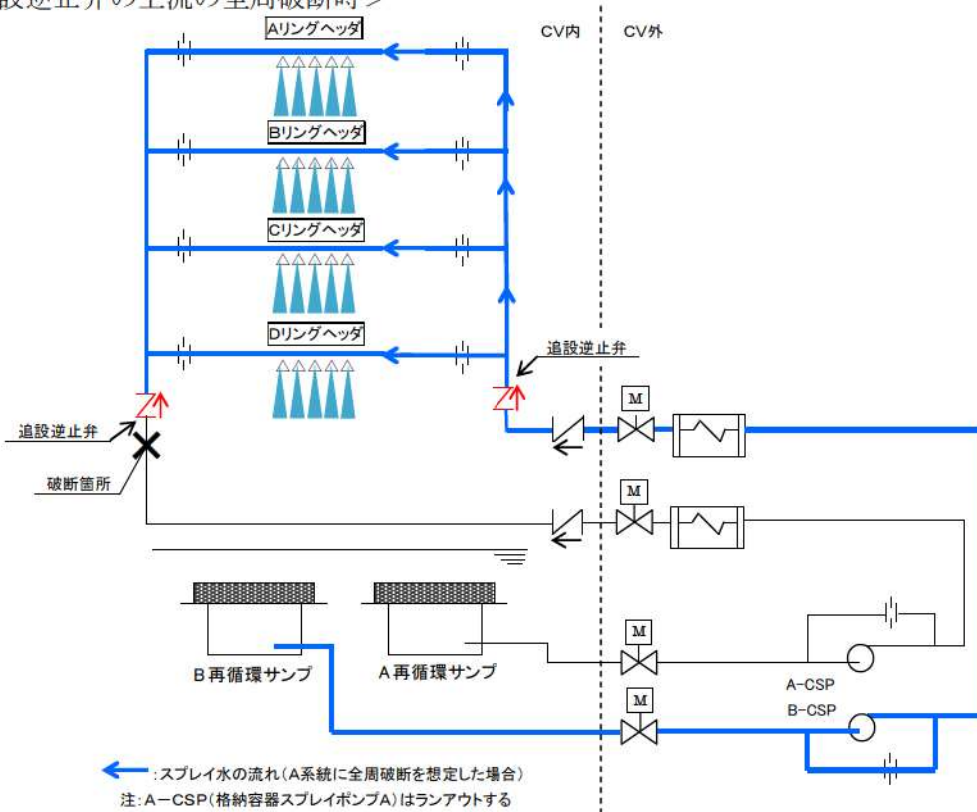 設逆止弁の上流の全周破断時＞
Aリングヘッダ
CV内
CV外
Bリングヘッダ
Cリングヘッダ
Dリングヘッダ
追設逆止弁
M
追設逆止弁
破断箇所
M
M
B再循環サンプ
A再循環サンプ
A-CSP
B-CSP
M
:スプレイ水の流れ(A系統に全周破断を想定した場合)
注:A－CSP(格納容器スプレイポンプA)はランアウトする